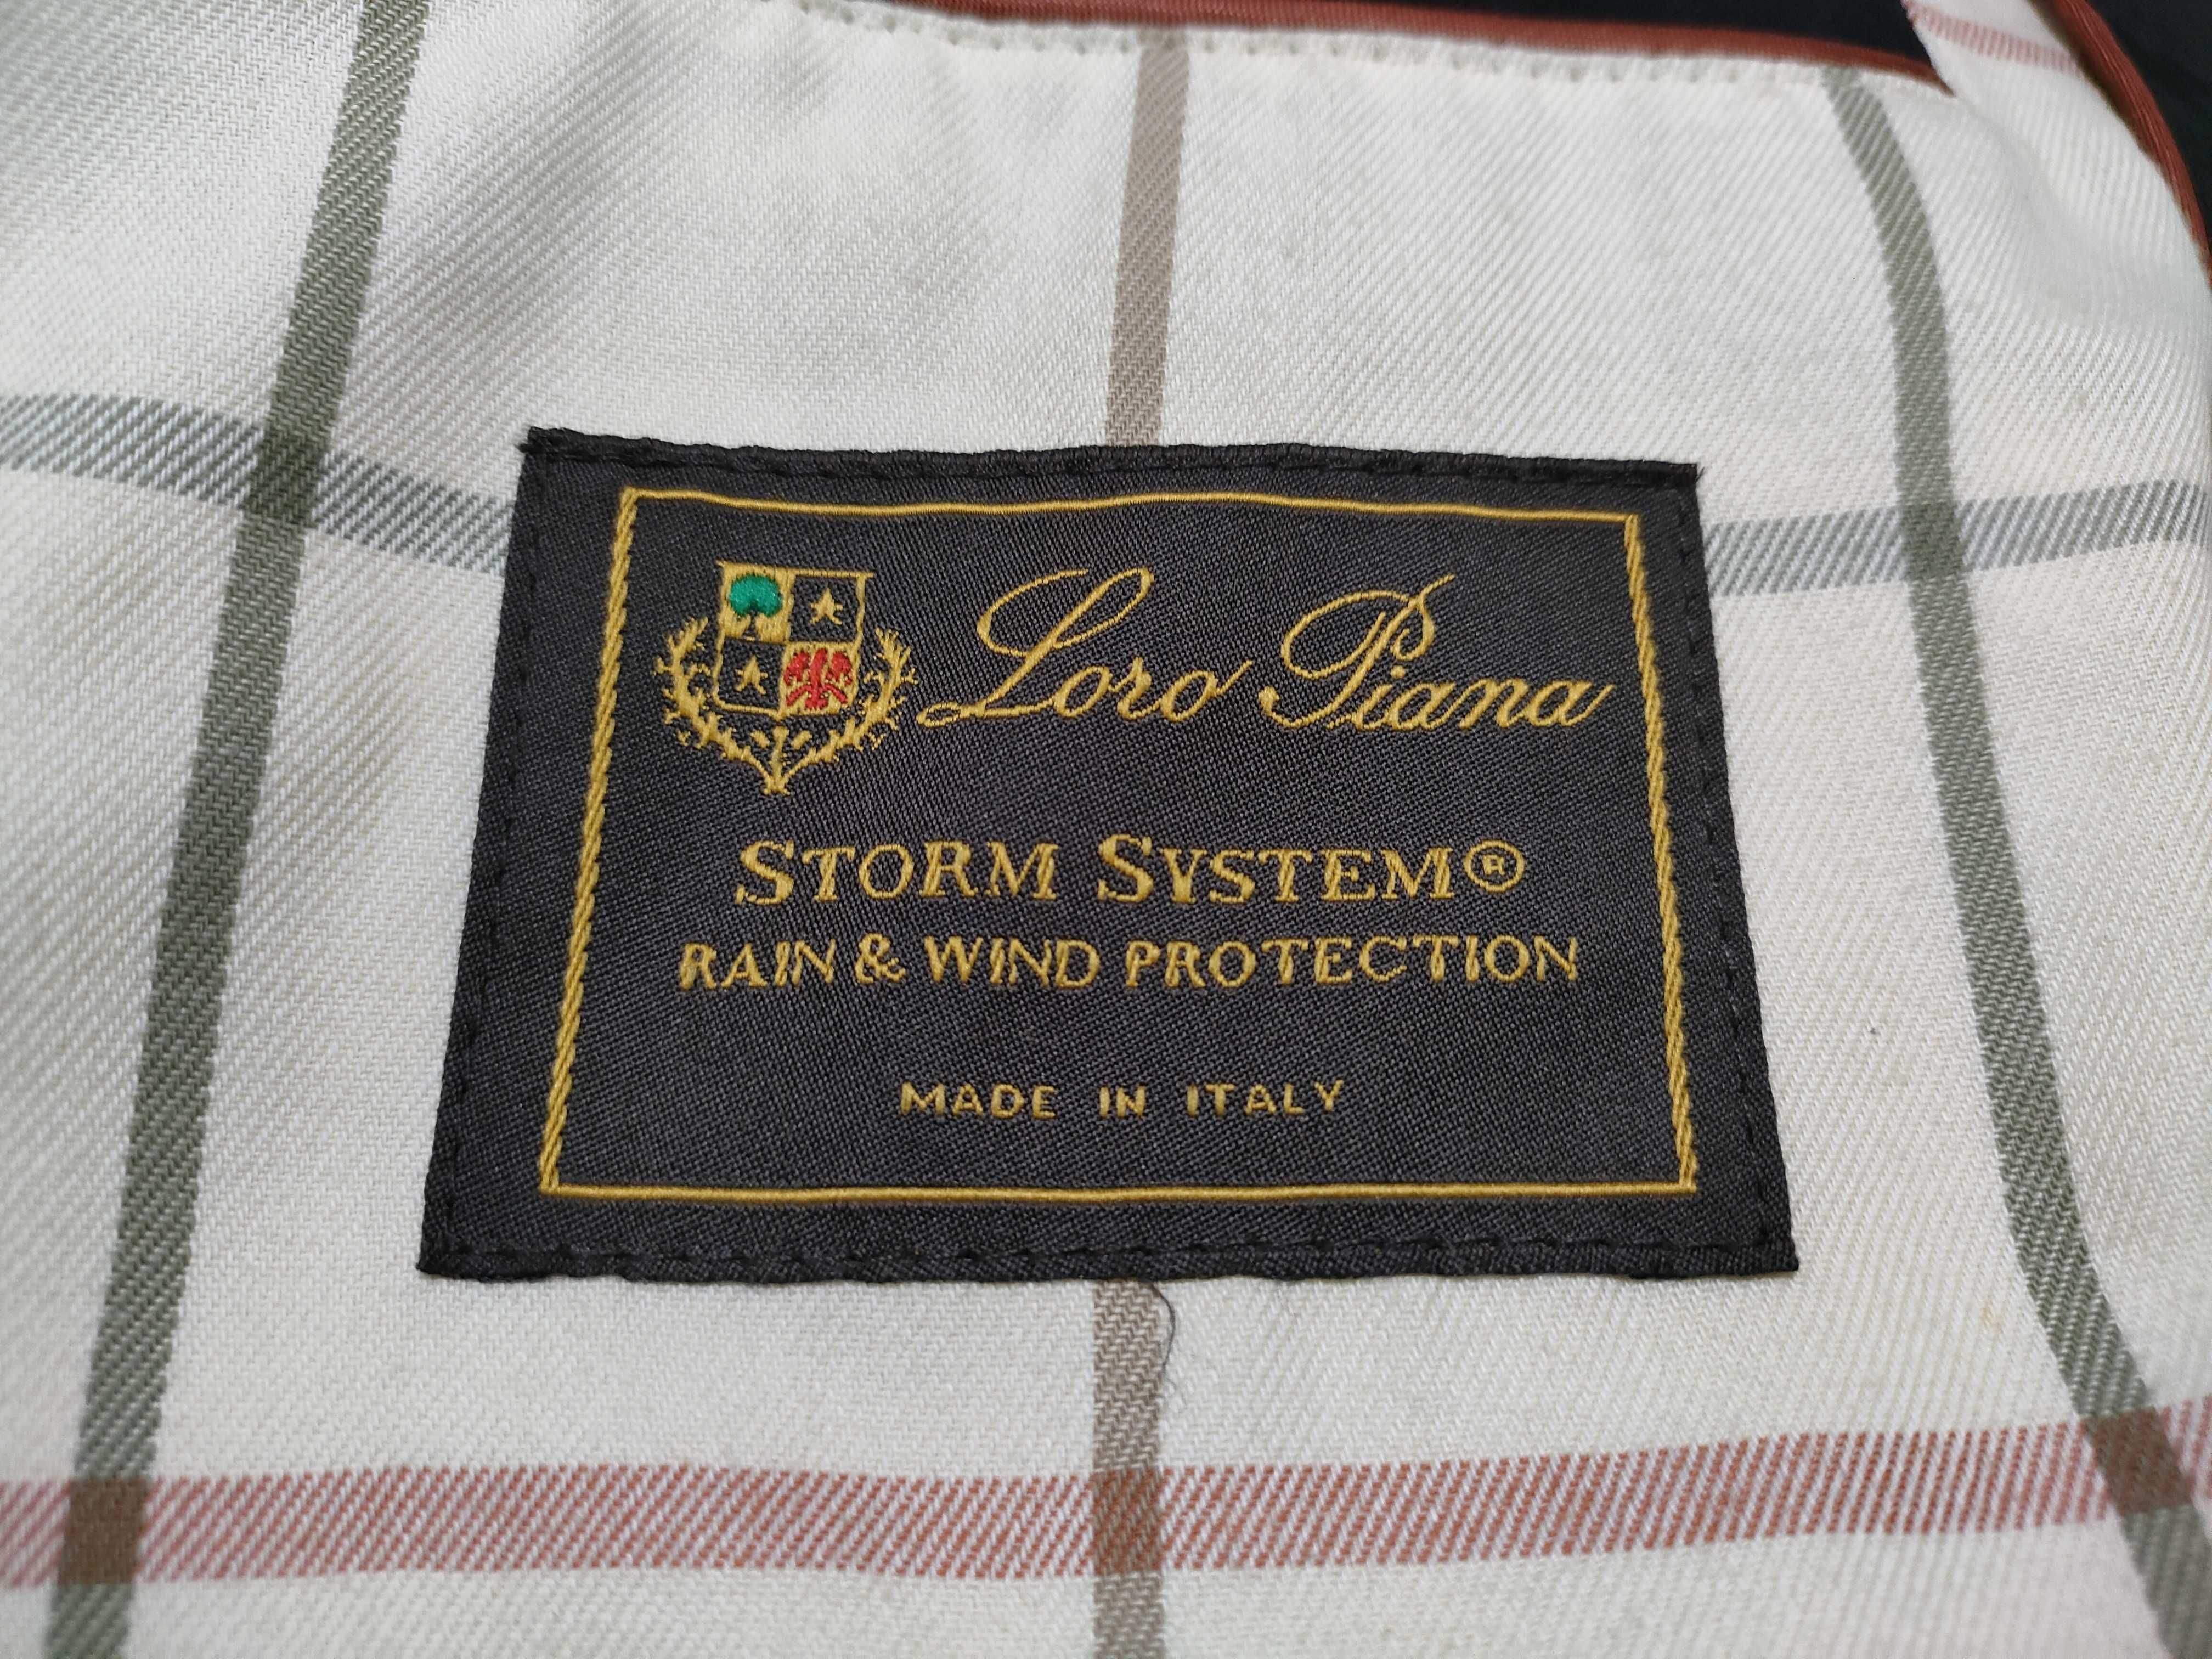 Loro Piana
STORM SYSTEM®
RAIN & WIND PROTECTION
MADE IN ITALY